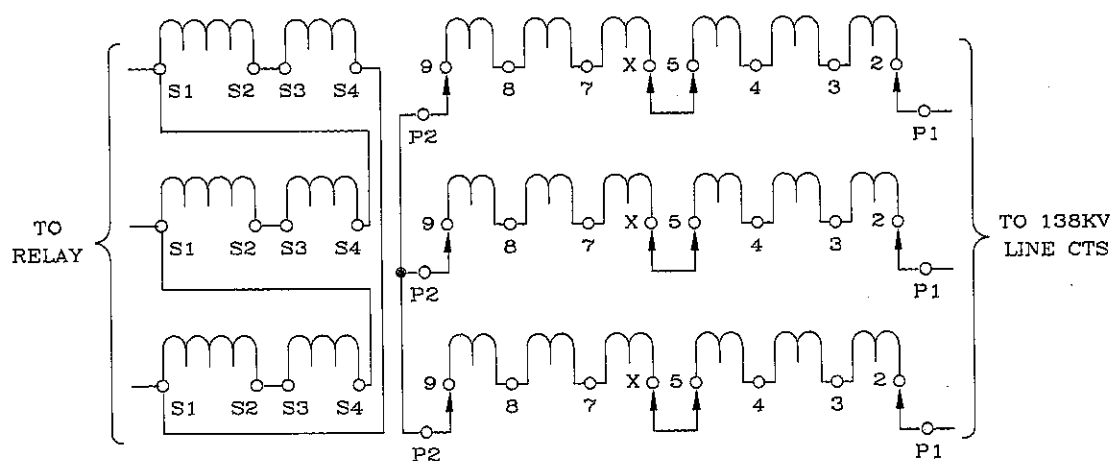 S1 S2 S3 S4
9 8 7 X 5 4 3 2
P2 P1
TO
RELAY
S1 S2 S3 S4
9 8 7 X 5 4 3 2
P2 P1
TO 138KV
LINE CTS
S1 S2 S3 S4
9 8 7 X 5 4 3 2
P2 P1